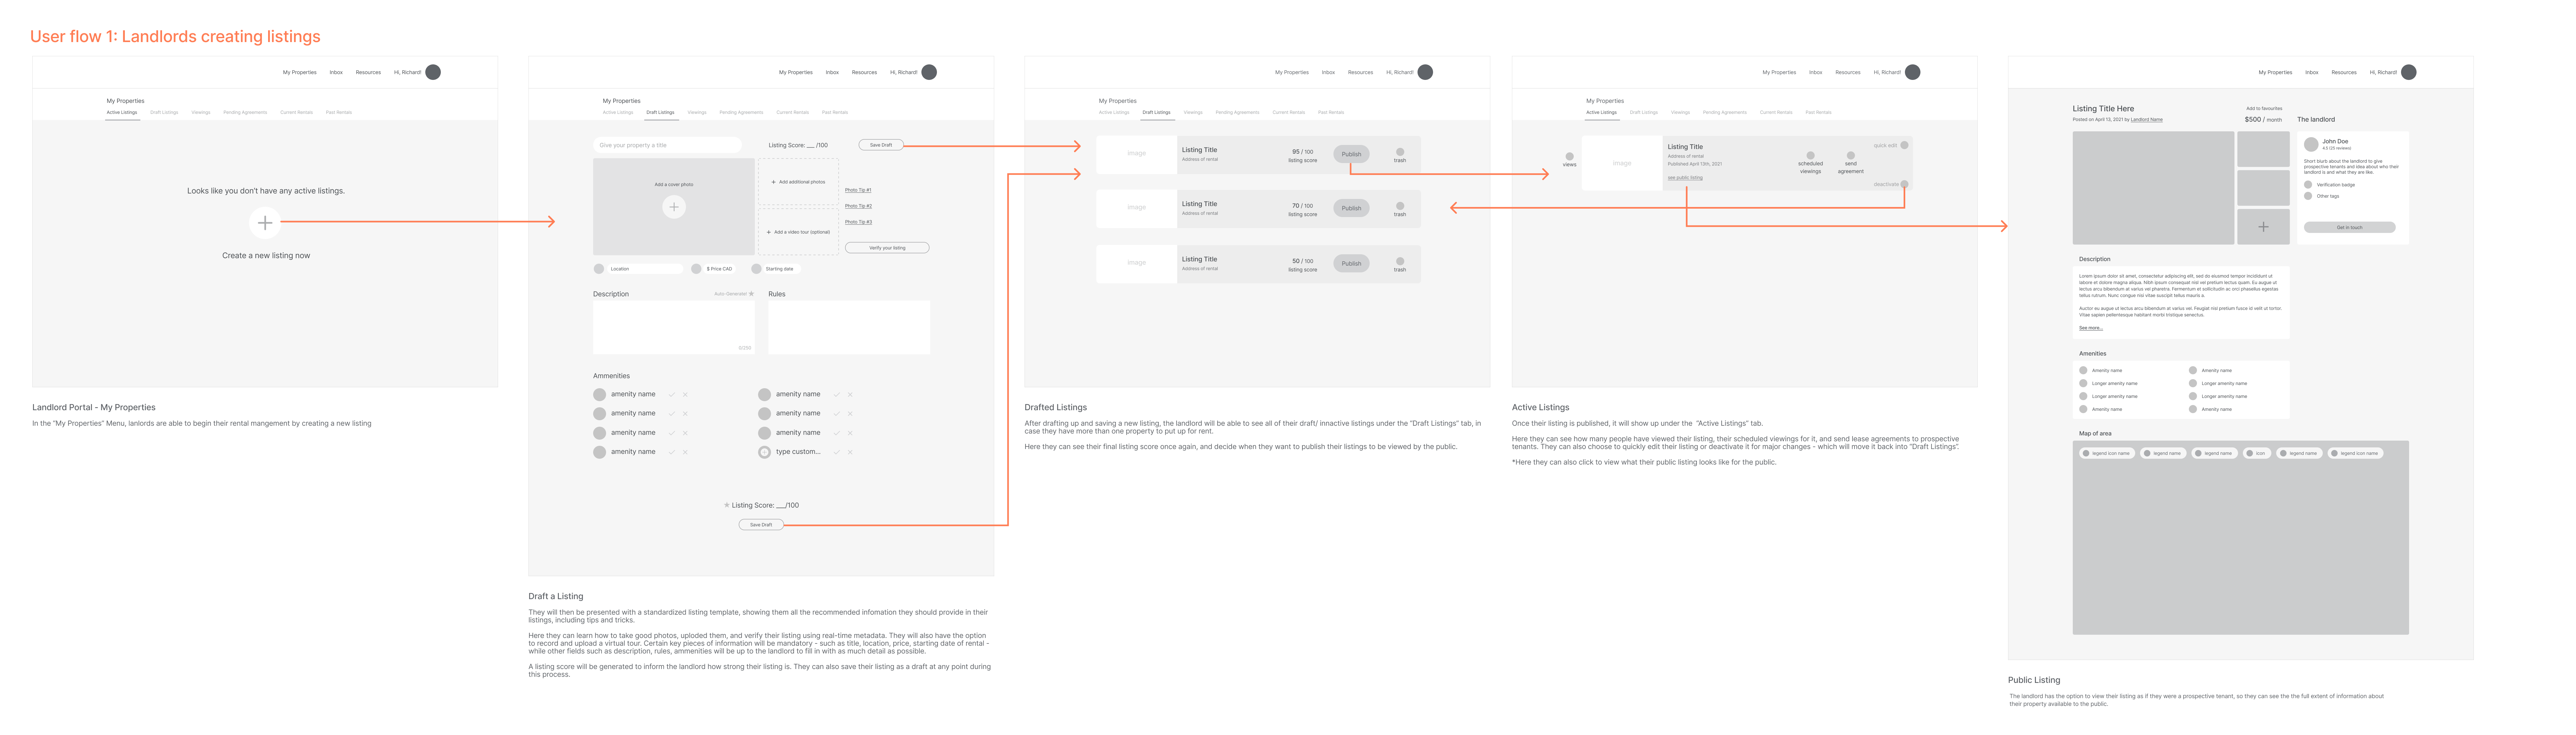 User flow 1: Landlords creating listings
My Properties Inbox Resources Hi, Richard!
My Properties
Active Listings Draft Listings Viewings Pending Agreements Current Rentals Past Rentals
Looks like you don't have any active listings.
Create a new listing now
Landlord Portal - My Properties
In the "My Properties" Menu, lanlords are able to begin their rental mangement by creating a new listing
My Properties Inbox Resources Hi, Richard!
My Properties
Active Listings Draft Listings Viewings Pending Agreements Current Rentals Past Rentals
Give your property a title
Listing Score: ___ /100
Save Draft
Add a cover photo
+ Add additional photos
+ Add a video tour (optional)
Photo Tip #1
Photo Tip #2
Photo Tip #3
Verify your listing
Location
$ Price CAD
Starting date
Description
Auto-Generate
Rules
Ammenities
amenity name
amenity name
amenity name
amenity name
amenity name
amenity name
amenity name
type custom...
Listing Score: ___/100
Save Draft
Draft a Listing
They will then be presented with a standardized listing template, showing them all the recommended infomation they should provide in their
listings, including tips and tricks.
Here they can learn how to take good photos, uploded them, and verify their listing using real-time metadata. They will also have the option
to record and upload a virtual tour. Certain key pieces of information will be mandatory - such as title, location, price, starting date of rental -
while other fields such as description, rules, ammenities will be up to the landlord to fill in with as much detail as possible.
A listing score will be generated to inform the landlord how strong their listing is. They can also save their listing as a draft at any point during
this process.
My Properties Inbox Resources Hi, Richard!
My Properties
Active Listings Draft Listings Viewings Pending Agreements Current Rentals Past Rentals
Image
Listing Title
Address of rental
95 / 100
listing score
Publish
trash
Image
Listing Title
Address of rental
70 / 100
listing score
Publish
trash
Image
Listing Title
Address of rental
50 / 100
listing score
Publish
trash
Drafted Listings
After drafting up and saving a new listing, the landlord will be able to see all of their draft/ innactive listings under the "Draft Listings" tab, in
case they have more than one property to put up for rent.
Here they can see their final listing score once again, and decide when they want to publish their listings to be viewed by the public.
My Properties Inbox Resources Hi, Richard!
My Properties
Active Listings Draft Listings Viewings Pending Agreements Current Rentals Past Rentals
views
Image
Listing Title
Address of rental
Published April 13th, 2021
see public listing
scheduled
viewings
send
agreement
quick edit
deactivate
Active Listings
Once their listing is published, it will show up under the "Active Listings" tab.
Here they can see how many people have viewed their listing, their scheduled viewings for it, and send lease agreements to prospective
tenants. They can also choose to quickly edit their listing or deactivate it for major changes - which will move it back into "Draft Listings".
*Here they can also click to view what their public listing looks like for the public.
My Properties Inbox Resources Hi, Richard!
Listing Title Here
Posted on April 13, 2021 by Landlord Name
Add to favourites
$500 / month
The landlord
John Doe
4.5 (25 reviews)
Short blurb about the landlord to give
prospective tenants and idea about who their
landlord is and what they are like.
Verification badge
Other tags
Get in touch
Description
Lorem ipsum dolor sit amet, consectetur adipiscing elit, sed do eiusmod tempor incididunt ut
labore et dolore magna aliqua. Nibh ipsum consequat nisl vel pretium lectus quam. Eu augue ut
lectus arcu bibendum at varius vel pharetra. Fermentum et sollicitudin ac orci phasellus egestas
tellus rutrum. Nunc congue nisi vitae suscipit tellus mauris a.
Auctor eu augue ut lectus arcu bibendum at varius vel. Feugiat nisl pretium fusce id velit ut tortor.
Vitae sapien pellentesque habitant morbi tristique senectus.
See more...
Amenities
Amenity name
Amenity name
Longer amenity name
Longer amenity name
Longer amenity name
Longer amenity name
Amenity name
Amenity name
Map of area
legend icon name
legend name
legend name
icon
legend name
legend icon name
Public Listing
The landlord has the option to view their listing as if they were a prospective tenant, so they can see the the full extent of information about
their property available to the public.